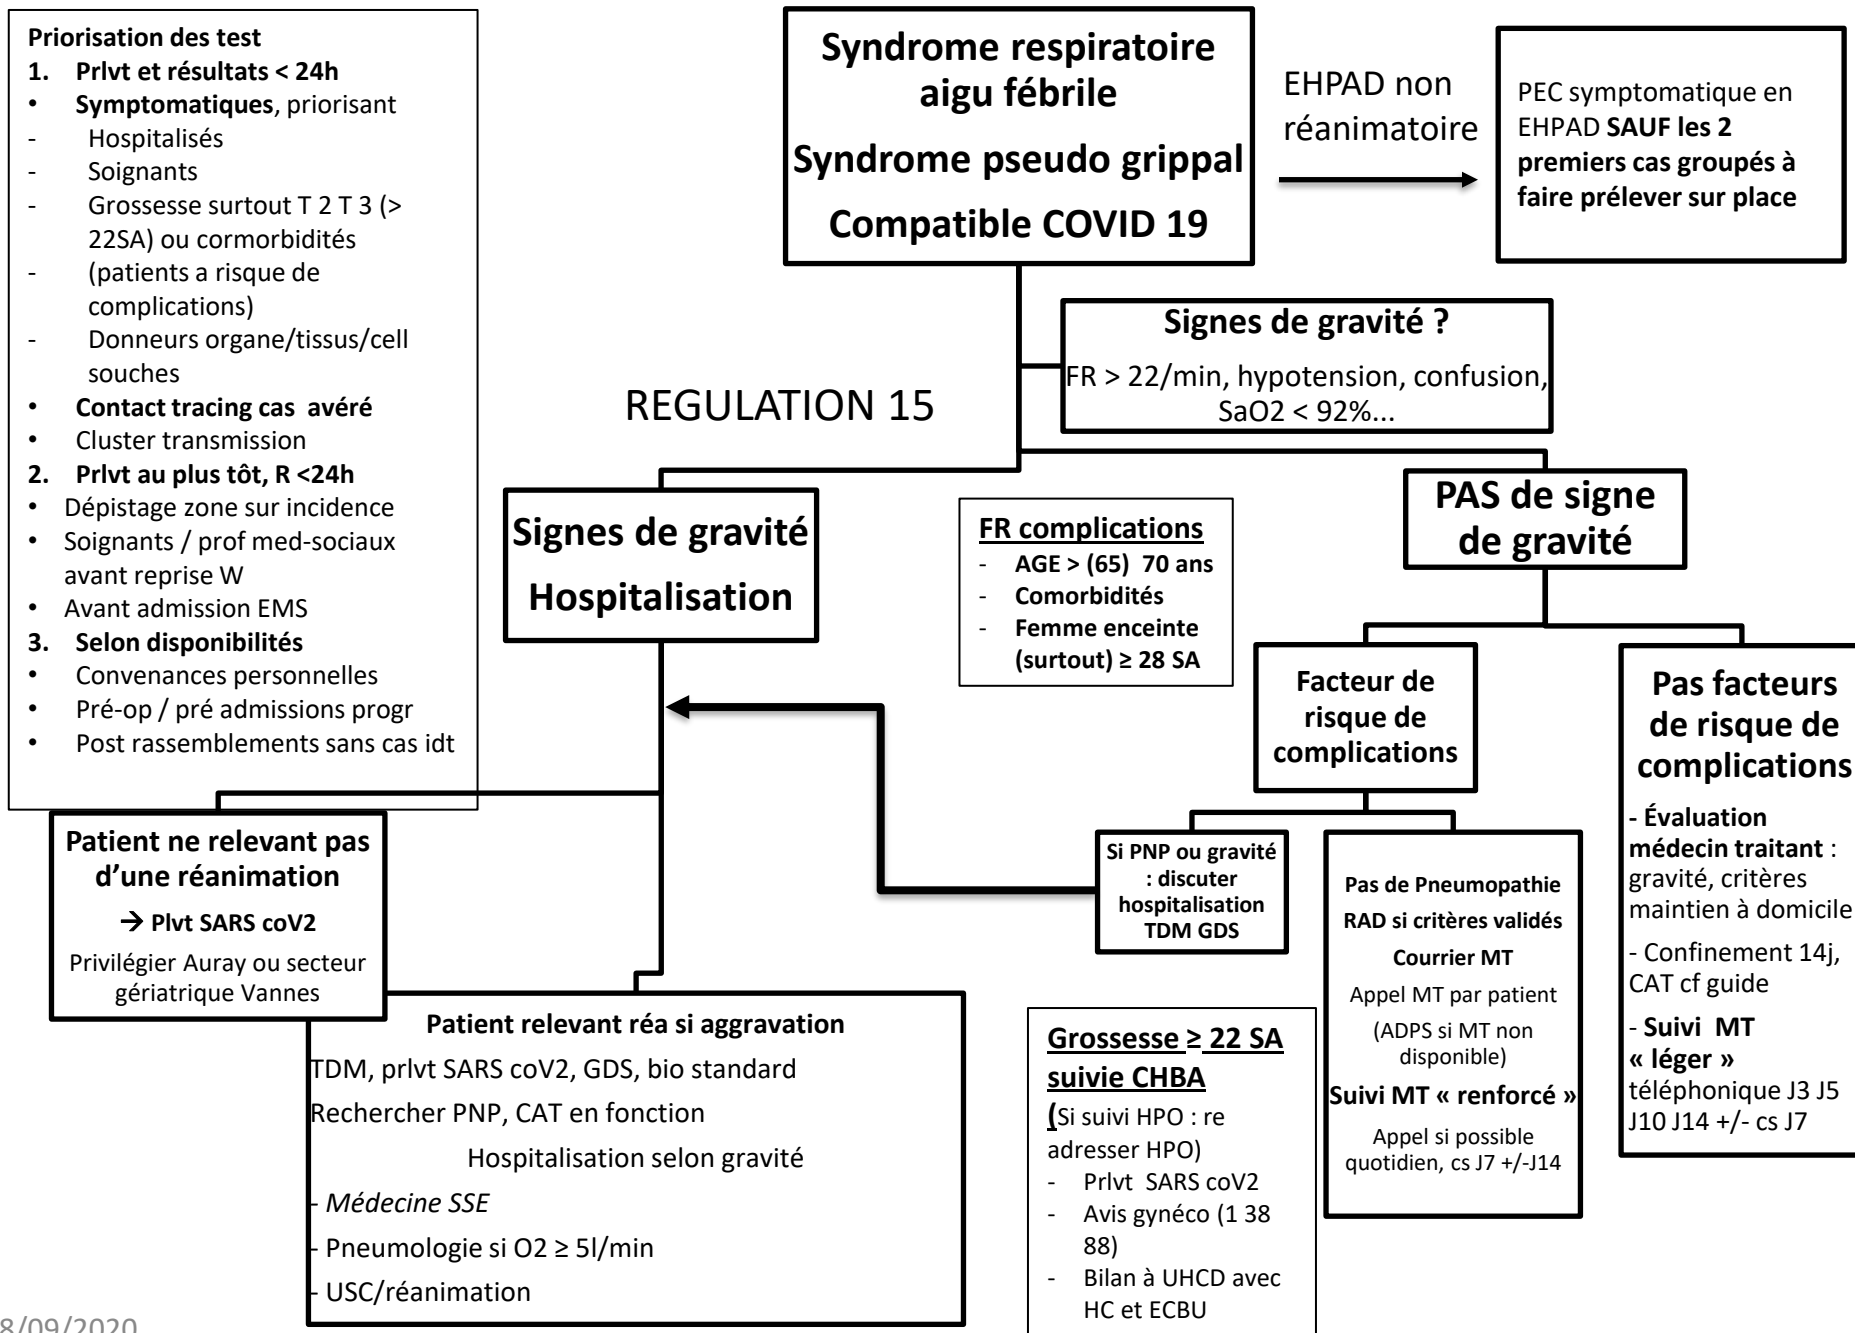 Priorisation des test
1. Prlvt et résultats < 24h
• Symptomatiques, priorisant
- Hospitalisés
- Soignants
- Grossesse surtout T 2 T 3 (>
22SA) ou cormorbidités
- (patients a risque de
complications)
- Donneurs organe/tissus/cell
souches
• Contact tracing cas avéré
• Cluster transmission
2. Prlvt au plus tôt, R <24h
• Dépistage zone sur incidence
• Soignants / prof med-sociaux
avant reprise W
• Avant admission EMS
3. Selon disponibilités
• Convenances personnelles
• Pré-op / pré admissions progr
• Post rassemblements sans cas idt
Syndrome respiratoire
aigu fébrile
Syndrome pseudo grippal
Compatible COVID 19
EHPAD non
réanimatoire
PEC symptomatique en
EHPAD SAUF les 2
premiers cas groupés à
faire prélever sur place
Signes de gravité ?
FR > 22/min, hypotension, confusion,
SaO2 < 92%...
REGULATION 15
Signes de gravité
Hospitalisation
FR complications
- AGE > (65) 70 ans
- Comorbidités
- Femme enceinte
(surtout) ≥ 28 SA
PAS de signe
de gravité
Facteur de
risque de
complications
Pas facteurs
de risque de
complications
- Évaluation
médecin traitant :
gravité, critères
maintien à domicile
- Confinement 14j,
CAT cf guide
- Suivi MT
« léger »
téléphonique J3 J5
J10 J14 +/- cs J7
Si PNP ou gravité
: discuter
hospitalisation
TDM GDS
Pas de Pneumopathie
RAD si critères validés
Courrier MT
Appel MT par patient
(ADPS si MT non
disponible)
Suivi MT « renforcé »
Appel si possible
quotidien, cs J7 +/-J14
Patient ne relevant pas
d'une réanimation
→ Plvt SARS coV2
Privilégier Auray ou secteur
gériatrique Vannes
Patient relevant réa si aggravation
TDM, prlvt SARS coV2, GDS, bio standard
Rechercher PNP, CAT en fonction
Hospitalisation selon gravité
- Médecine SSE
- Pneumologie si O2 ≥ 5l/min
- USC/réanimation
Grossesse ≥ 22 SA
suivie CHBA
(Si suivi HPO : re
adresser HPO)
- Prlvt SARS coV2
- Avis gynéco (1 38
88)
- Bilan à UHCD avec
HC et ECBU
8/09/2020